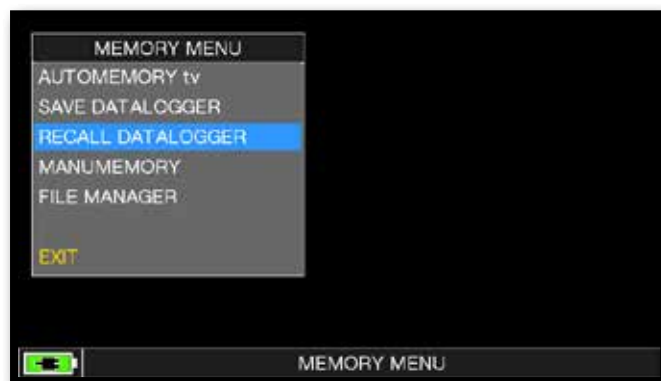 MEMORY MENU
AUTOMEMORY tv
SAVE DATALOGGER
RECALL DATALOGGER
MANUMEMORY
FILE MANAGER
EXIT
MEMORY MENU